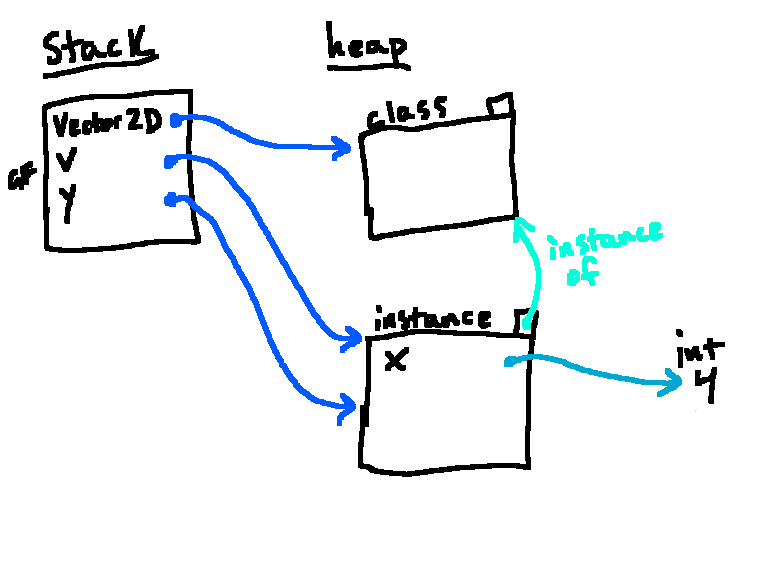 Stack
heap
Vector2D
GF
V
y
class
instance
of
instance
X
int
4